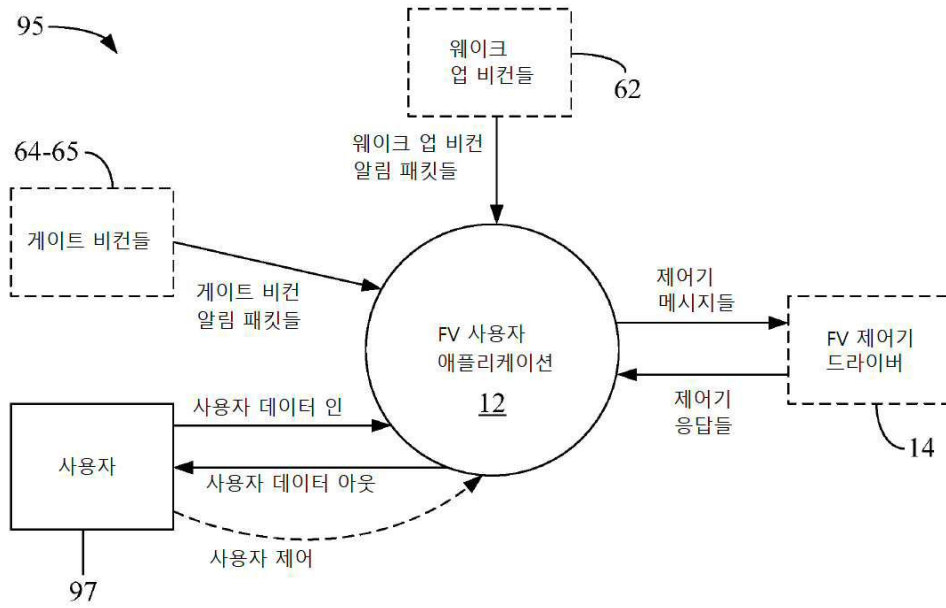 95
웨이크
업 비컨들
62
웨이크 업 비컨
알림 패킷들
64-65
게이트 비컨들
게이트 비컨
알림 패킷들
FV 사용자
애플리케이션
12
제어기
메시지들
FV 제어기
드라이버
제어기
응답들
14
사용자 데이터 인
사용자
사용자 데이터 아웃
사용자 제어
97